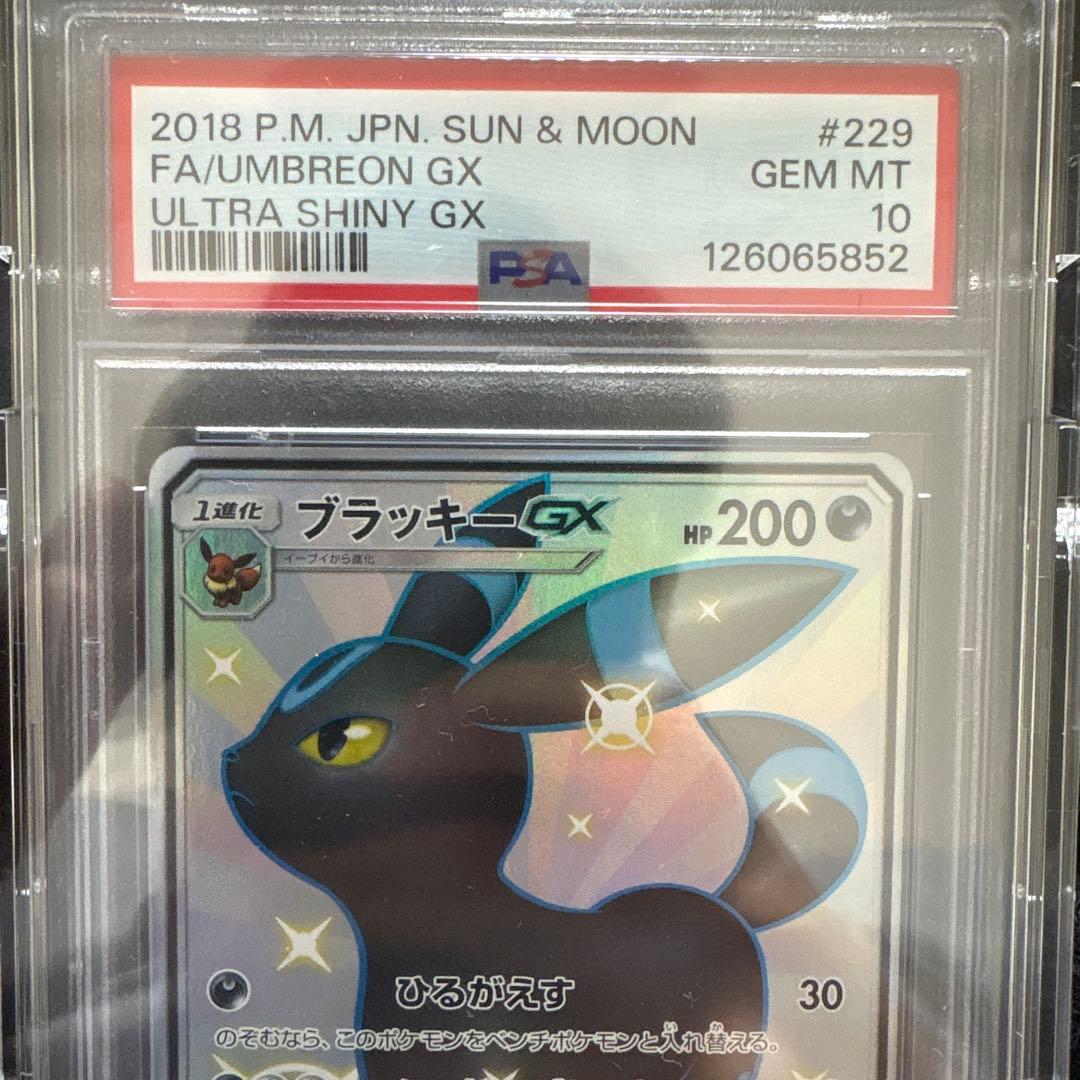 2018 P.M. JPN. SUN & MOON #229
FA/UMBREON GX GEM MT
ULTRA SHINY GX 10
PSA 126065852
1進化 ブラッキーGX HP 200
イーブイから進化
ひるがえす 30
のぞむなら、このポケモンをベンチポケモンと入れ替える。